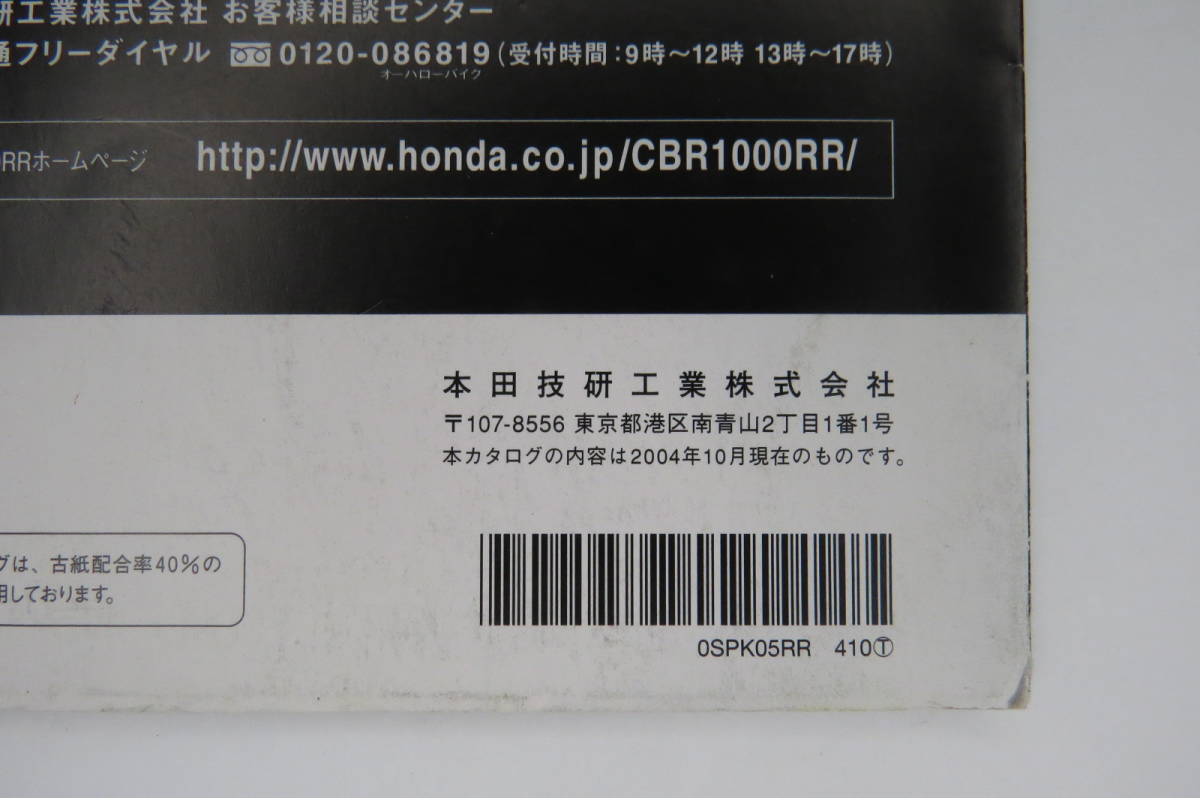 研工業株式会社 お客様相談センター
通フリーダイヤル 0120-086819(受付時間:9時～12時 13時～17時)
オーハローバイク
RRホームページ http://www.honda.co.jp/CBR1000RR/
本田技研工業株式会社
〒107-8556 東京都港区南青山2丁目1番1号
本カタログの内容は2004年10月現在のものです。
グは、古紙配合率40%の
用しております。
0SPK05RR 410Ⓣ